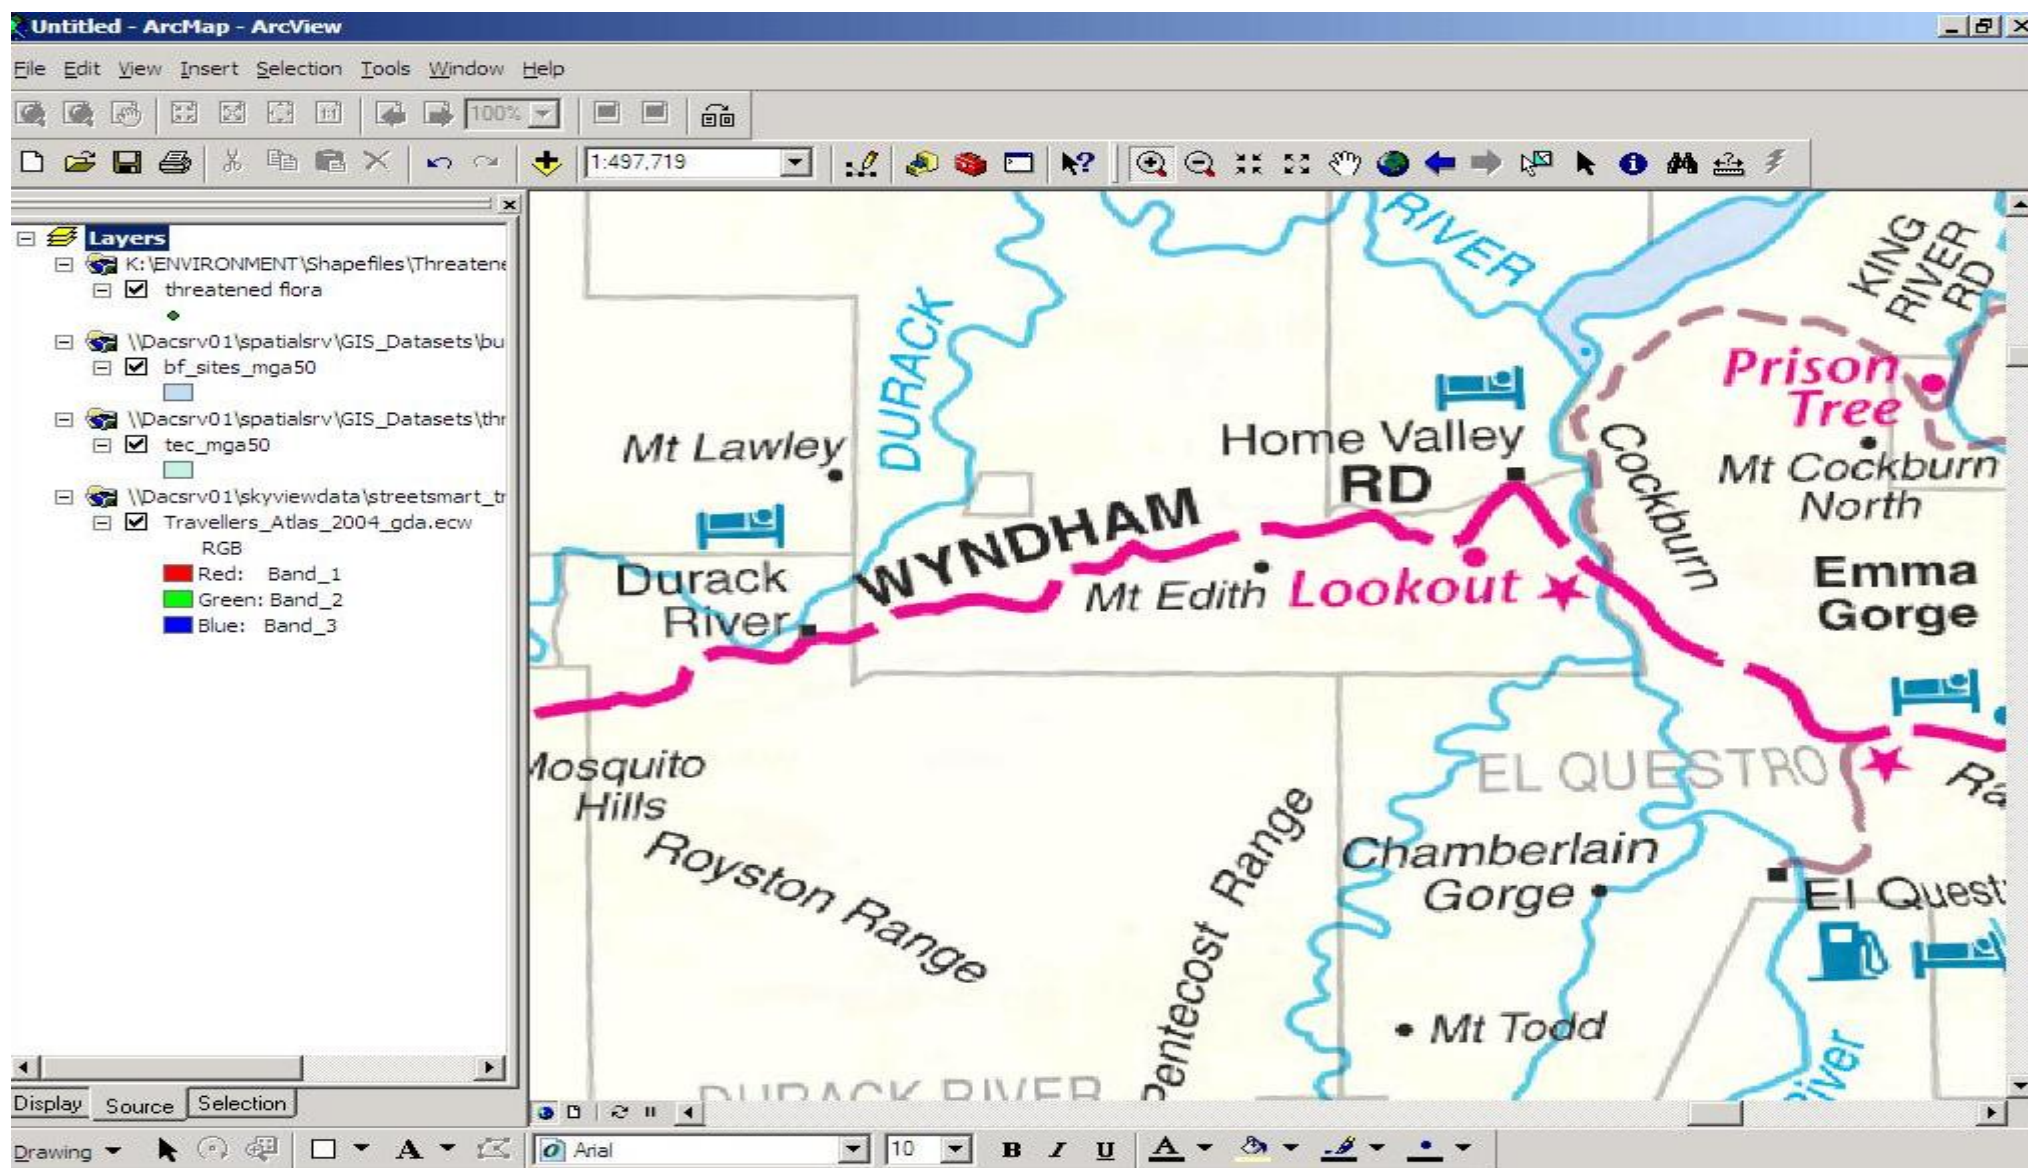 Untitled - ArcMap - ArcView
File Edit View Insert Selection Tools Window Help
100%
1:497,719
Layers
K:\ENVIRONMENT\Shapefiles\Threatene
threatened flora
\\Dacsrv01\spatialsrv\GIS_Datasets\bu
bf_sites_mga50
\\Dacsrv01\spatialsrv\GIS_Datasets\thr
tec_mga50
\\Dacsrv01\skyviewdata\streetsmart_tr
Travellers_Atlas_2004_gda.ecw
RGB
Red: Band_1
Green: Band_2
Blue: Band_3
Display Source Selection
RIVER
KING
RIVER
RD
DURACK
Prison
Tree
Mt Lawley
Home Valley
RD
Cockburn
Mt Cockburn
North
WYNDHAM
Durack
River
Mt Edith
Lookout
Emma
Gorge
Mosquito
Hills
EL QUESTRO
Ra
Royston Range
Pentecost Range
Chamberlain
Gorge
El Quest
Mt Todd
River
DURACK RIVER
Drawing A Arial 10 B I U A